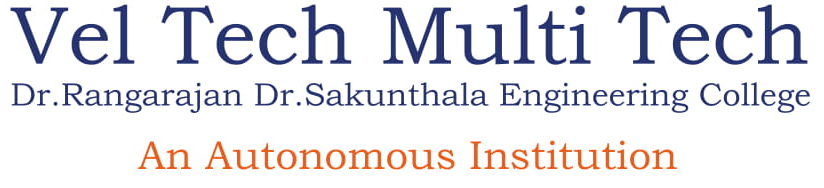 Vel Tech Multi Tech
Dr.Rangarajan Dr.Sakunthala Engineering College
An Autonomous Institution